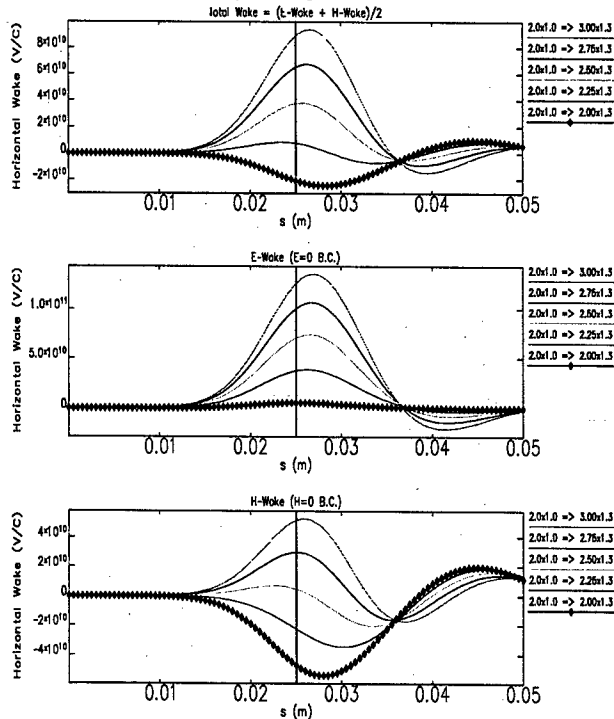 Total Wake = (E-Wake + H-Wake)/2
Horizontal Wake (V/C)
8×10¹⁰
6×10¹⁰
4×10¹⁰
2×10¹⁰
0
-2×10¹⁰
0.01 0.02 0.03 0.04 0.05
s (m)
2.0x1.0 => 3.00x1.3
2.0x1.0 => 2.75x1.3
2.0x1.0 => 2.50x1.3
2.0x1.0 => 2.25x1.3
2.0x1.0 => 2.00x1.3
E-Wake (E=0 B.C.)
Horizontal Wake (V/C)
1.0×10¹¹
5.0×10¹⁰
0
0.01 0.02 0.03 0.04 0.05
s (m)
2.0x1.0 => 3.00x1.3
2.0x1.0 => 2.75x1.3
2.0x1.0 => 2.50x1.3
2.0x1.0 => 2.25x1.3
2.0x1.0 => 2.00x1.3
H-Wake (H=0 B.C.)
Horizontal Wake (V/C)
4×10¹⁰
2×10¹⁰
0
-2×10¹⁰
-4×10¹⁰
0.01 0.02 0.03 0.04 0.05
s (m)
2.0x1.0 => 3.00x1.3
2.0x1.0 => 2.75x1.3
2.0x1.0 => 2.50x1.3
2.0x1.0 => 2.25x1.3
2.0x1.0 => 2.00x1.3